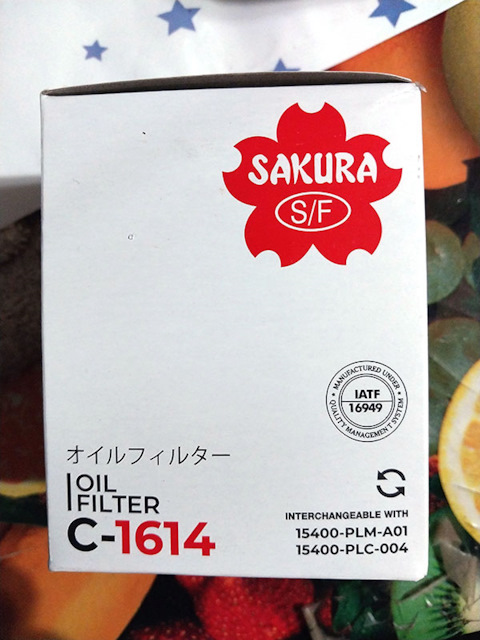 SAKURA
S/F
MANUFACTURED UNDER
IATF
16949
QUALITY MANAGEMENT SYSTEM
オイルフィルター
OIL
FILTER
C-1614
INTERCHANGEABLE WITH
15400-PLM-A01
15400-PLC-004